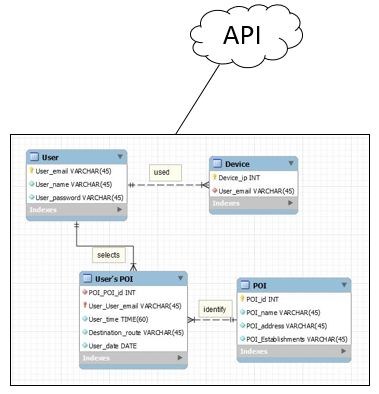 API
User
User_email VARCHAR(45)
User_name VARCHAR(45)
User_password VARCHAR(45)
Indexes
used
Device
Device_ip INT
User_email VARCHAR(45)
Indexes
selects
User's POI
POI_POI_id INT
User_User_email VARCHAR(45)
User_time TIME(60)
Destination_route VARCHAR(45)
User_date DATE
Indexes
identify
POI
POI_id INT
POI_name VARCHAR(45)
POI_address VARCHAR(45)
POI_Establishments VARCHAR(45)
Indexes